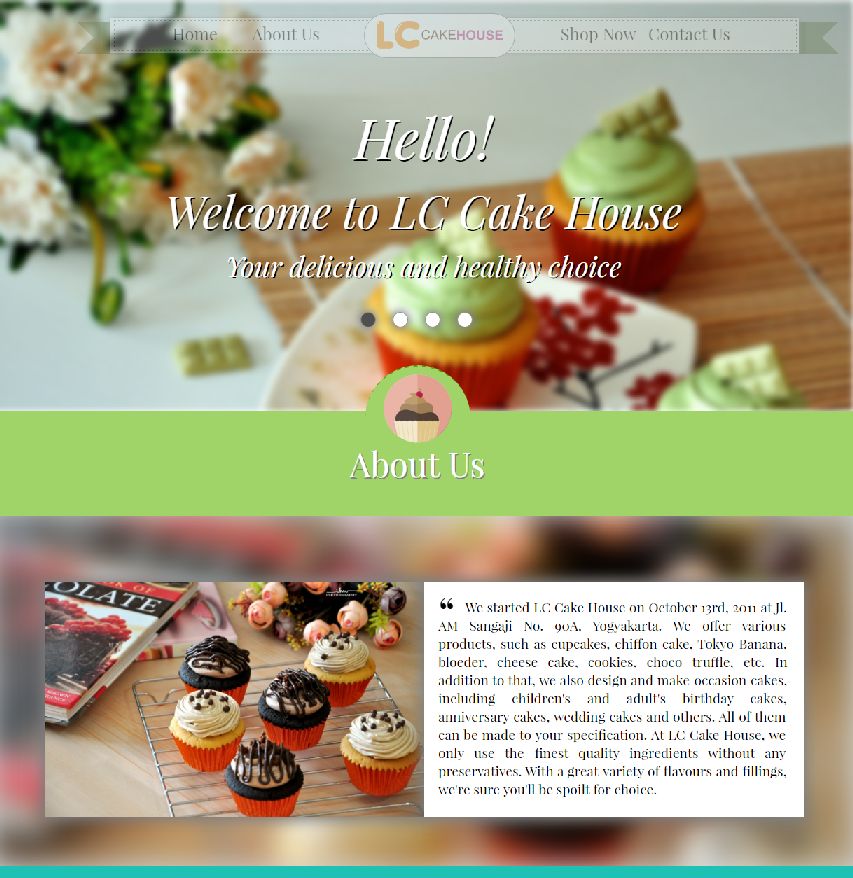 Home About Us LC CAKEHOUSE Shop Now Contact Us
Hello!
Welcome to LC Cake House
Your delicious and healthy choice
About Us
OLATE
“ We started LC Cake House on October 13rd, 2011 at Jl.
AM Sangaji No. 90A, Yogyakarta. We offer various
products, such as cupcakes, chiffon cake, Tokyo Banana,
bloeder, cheese cake, cookies, choco truffle, etc. In
addition to that, we also design and make occasion cakes,
including children's and adult's birthday cakes,
anniversary cakes, wedding cakes and others. All of them
can be made to your specification. At LC Cake House, we
only use the finest quality ingredients without any
preservatives. With a great variety of flavours and fillings,
we're sure you'll be spoilt for choice.